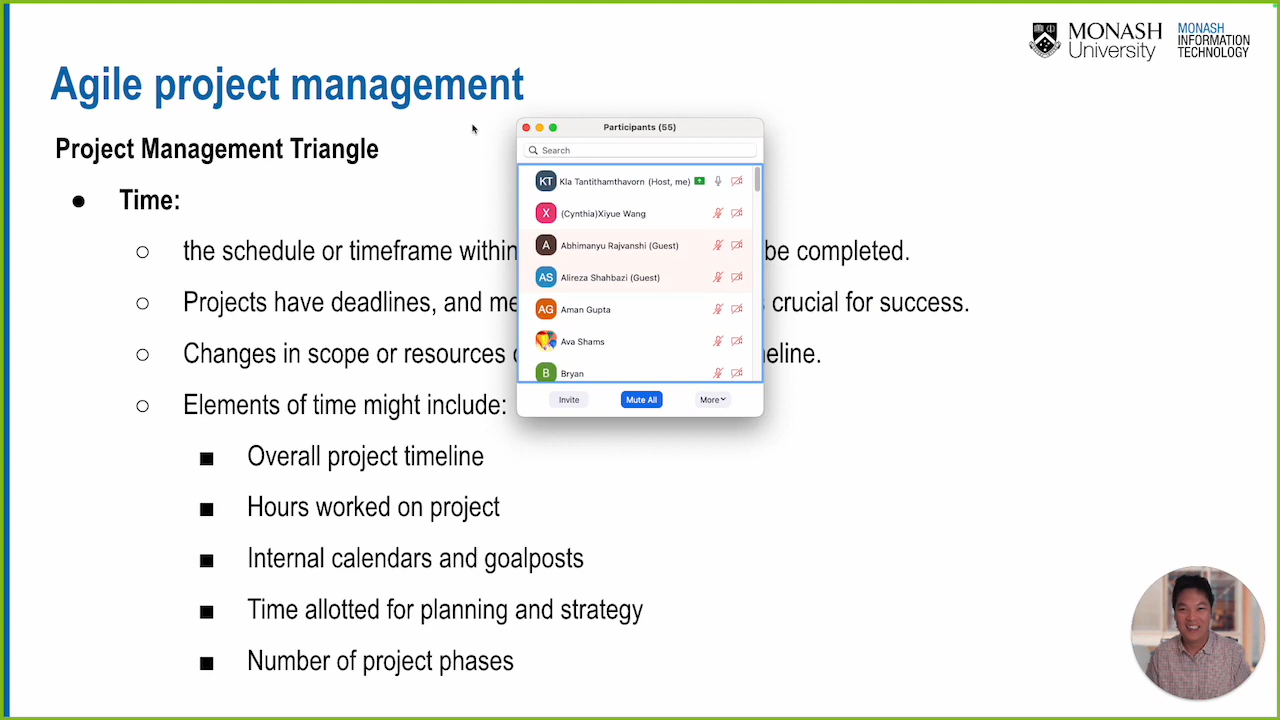 MONASH University
MONASH INFORMATION TECHNOLOGY
Agile project management
Project Management Triangle
● Time:
○ the schedule or timeframe within
be completed.
○ Projects have deadlines, and me
crucial for success.
○ Changes in scope or resources
eline.
○ Elements of time might include:
■ Overall project timeline
■ Hours worked on project
■ Internal calendars and goalposts
■ Time allotted for planning and strategy
■ Number of project phases
Participants (55)
Search
KT Kla Tantithamthavorn (Host, me)
X (Cynthia)Xiyue Wang
A Abhimanyu Rajvanshi (Guest)
AS Alireza Shahbazi (Guest)
AG Aman Gupta
Ava Shams
B Bryan
Invite Mute All More